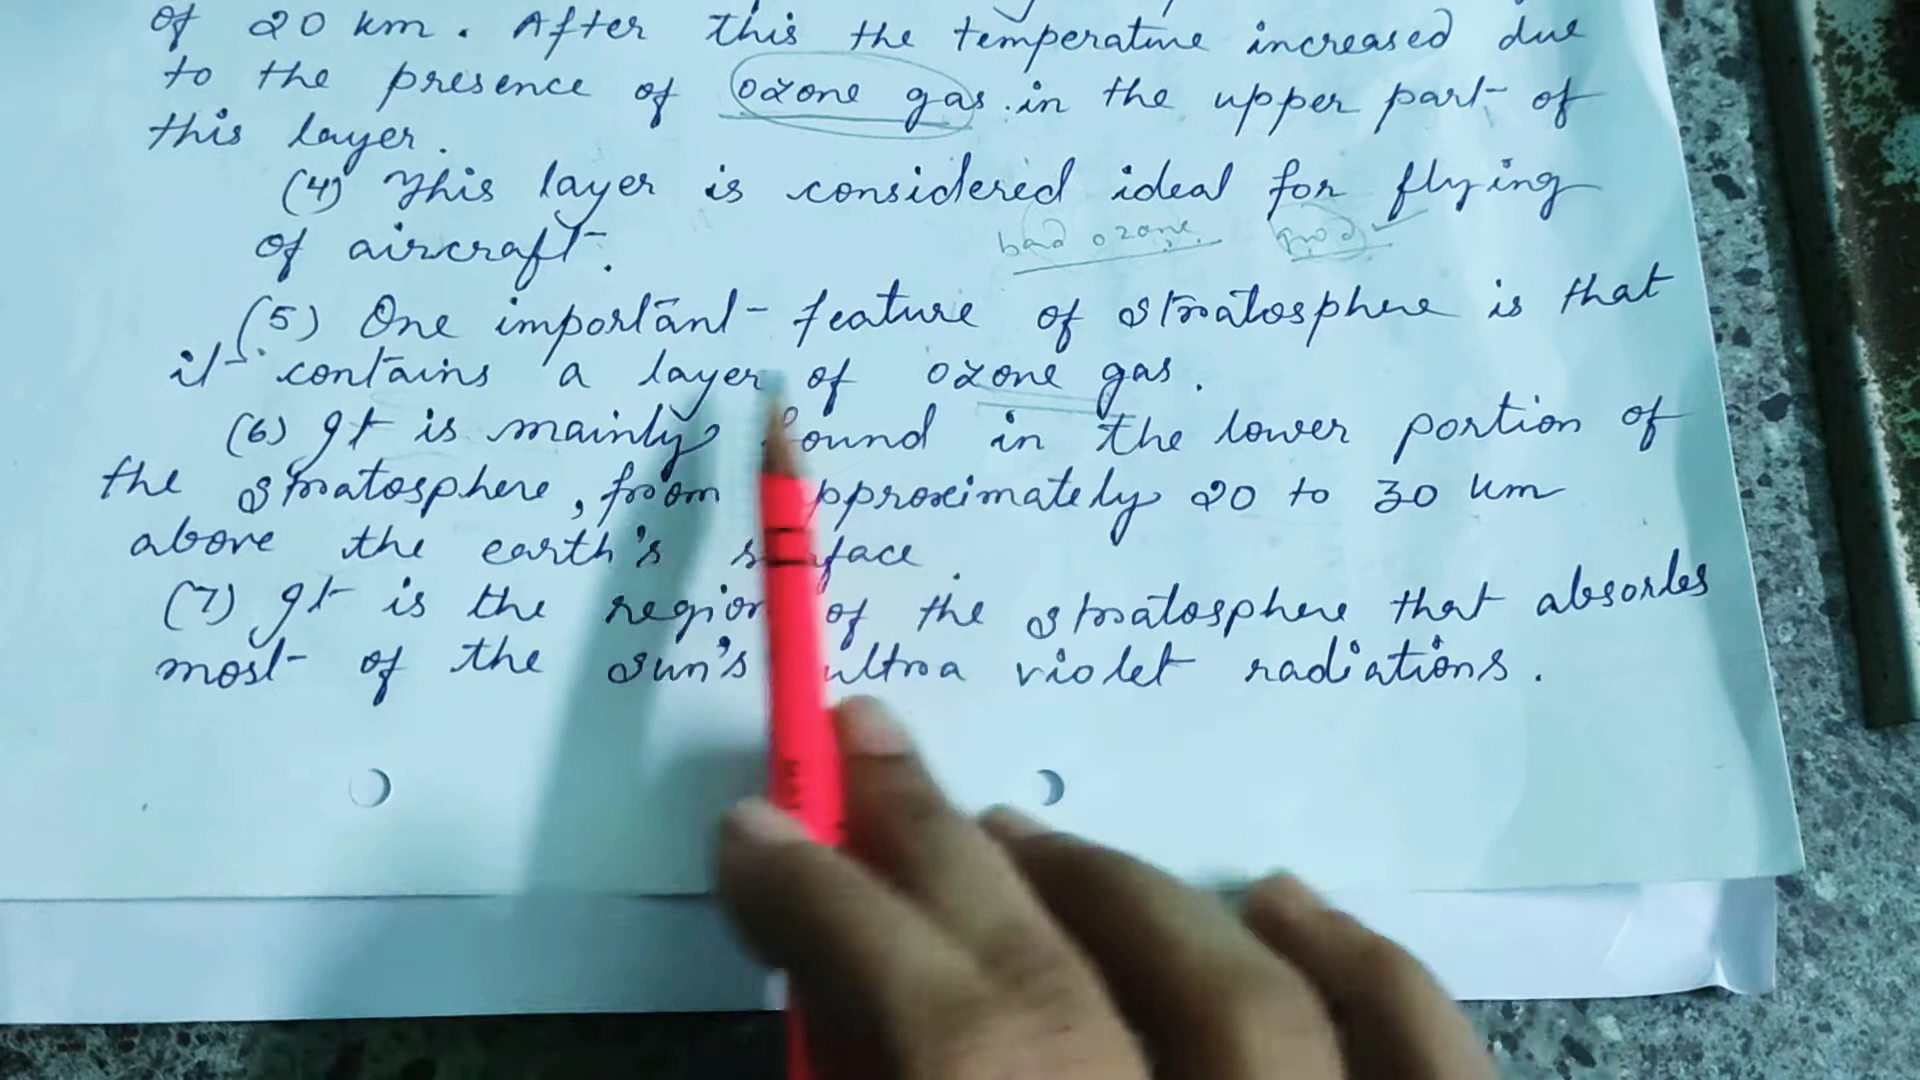 of 20 km. After this the temperature increased due
to the presence of ozone gas in the upper part of
this layer.
(4) This layer is considered ideal for flying
of aircraft.
bad ozone good
(5) One important feature of stratosphere is that
it contains a layer of ozone gas.
(6) It is mainly found in the lower portion of
the stratosphere, from approximately 20 to 30 km
above the earth's surface.
(7) It is the region of the stratosphere that absorbs
most of the sun's ultra violet radiations.